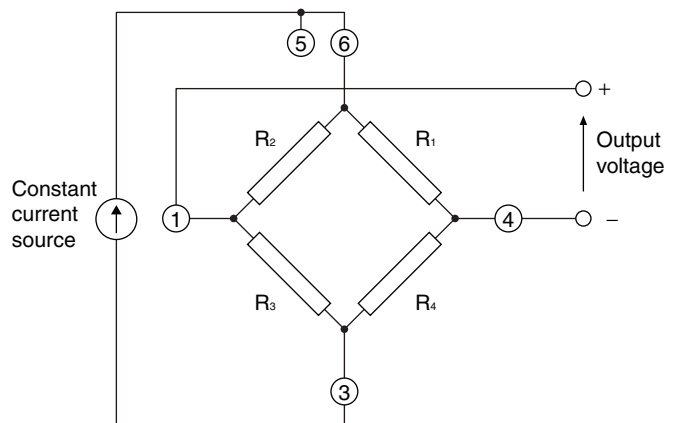 5
6
+
R2
R1
Output
voltage
Constant
current
source
1
4
−
R3
R4
3